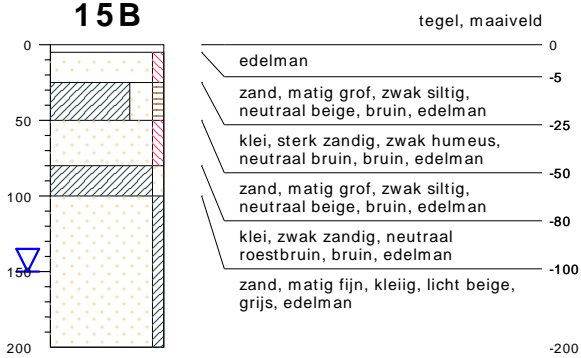 15B
tegel, maaiveld
0
0
edelman
-5
zand, matig grof, zwak siltig,
neutraal beige, bruin, edelman
-25
klei, sterk zandig, zwak humeus,
neutraal bruin, bruin, edelman
50
-50
zand, matig grof, zwak siltig,
neutraal beige, bruin, edelman
-80
100
klei, zwak zandig, neutraal
roestbruin, bruin, edelman
-100
150
zand, matig fijn, kleiig, licht beige,
grijs, edelman
200
-200